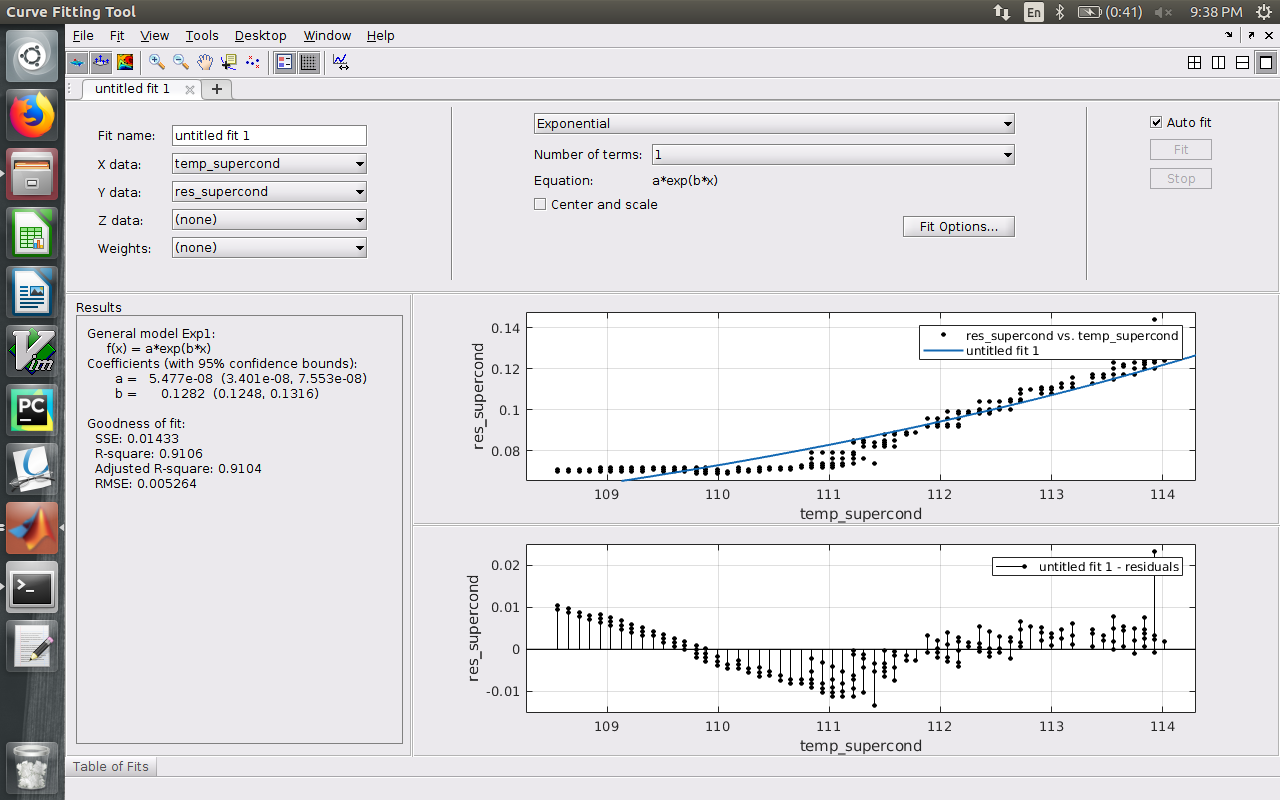 Curve Fitting Tool
En (0:41) 9:38 PM
File Fit View Tools Desktop Window Help
untitled fit 1
Fit name: untitled fit 1
X data: temp_supercond
Y data: res_supercond
Z data: (none)
Weights: (none)
Exponential
Number of terms: 1
Equation: a*exp(b*x)
Center and scale
Fit Options...
Auto fit
Fit
Stop
Results
General model Exp1:
f(x) = a*exp(b*x)
Coefficients (with 95% confidence bounds):
a = 5.477e-08 (3.401e-08, 7.553e-08)
b = 0.1282 (0.1248, 0.1316)
Goodness of fit:
SSE: 0.01433
R-square: 0.9106
Adjusted R-square: 0.9104
RMSE: 0.005264
res_supercond
0.14
0.12
0.1
0.08
res_supercond vs. temp_supercond
untitled fit 1
109 110 111 112 113 114
temp_supercond
res_supercond
0.02
0.01
0
-0.01
untitled fit 1 - residuals
109 110 111 112 113 114
temp_supercond
Table of Fits
Vim
PC